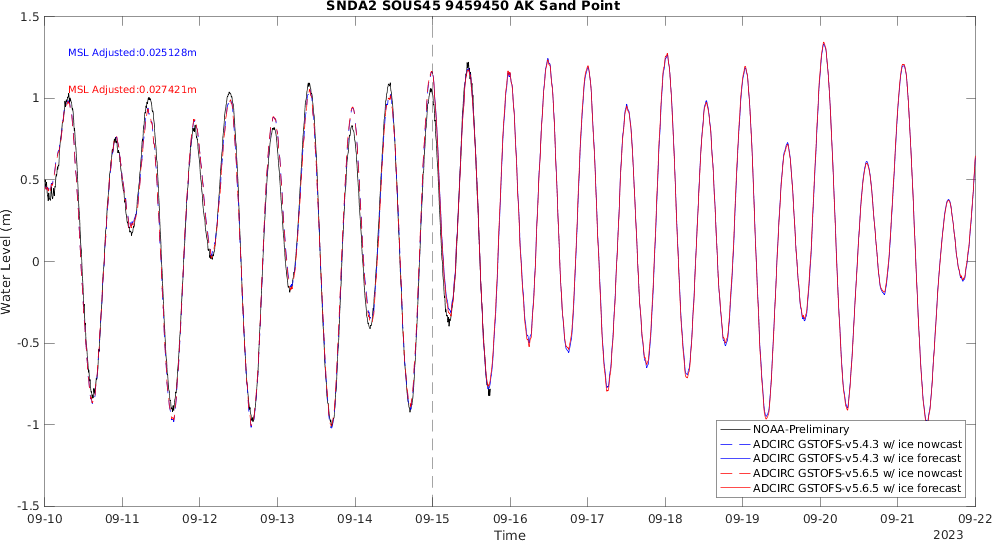 SNDA2 SOUS45 9459450 AK Sand Point
1.5
MSL Adjusted:0.025128m
MSL Adjusted:0.027421m
1
0.5
0
-0.5
-1
-1.5
Water Level (m)
NOAA-Preliminary
ADCIRC GSTOFS-v5.4.3 w/ ice nowcast
ADCIRC GSTOFS-v5.4.3 w/ ice forecast
ADCIRC GSTOFS-v5.6.5 w/ ice nowcast
ADCIRC GSTOFS-v5.6.5 w/ ice forecast
09-10 09-11 09-12 09-13 09-14 09-15 09-16 09-17 09-18 09-19 09-20 09-21 09-22
Time
2023